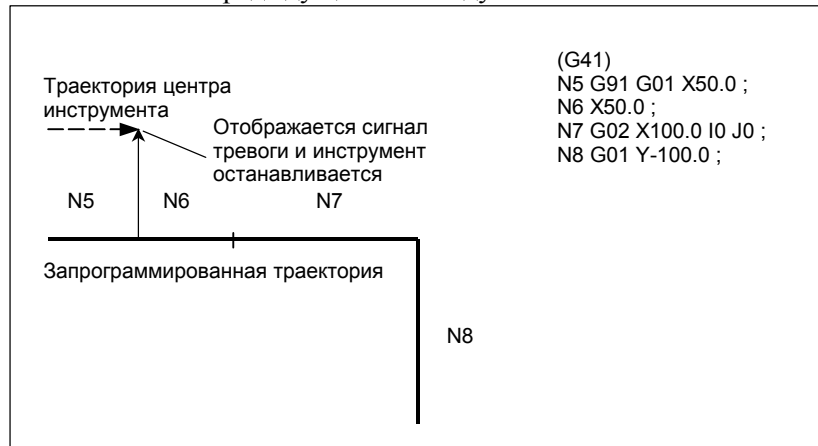 Траектория центра
инструмента
Отображается сигнал
тревоги и инструмент
останавливается
N5 N6 N7
Запрограммированная траектория
N8
(G41)
N5 G91 G01 X50.0 ;
N6 X50.0 ;
N7 G02 X100.0 I0 J0 ;
N8 G01 Y-100.0 ;